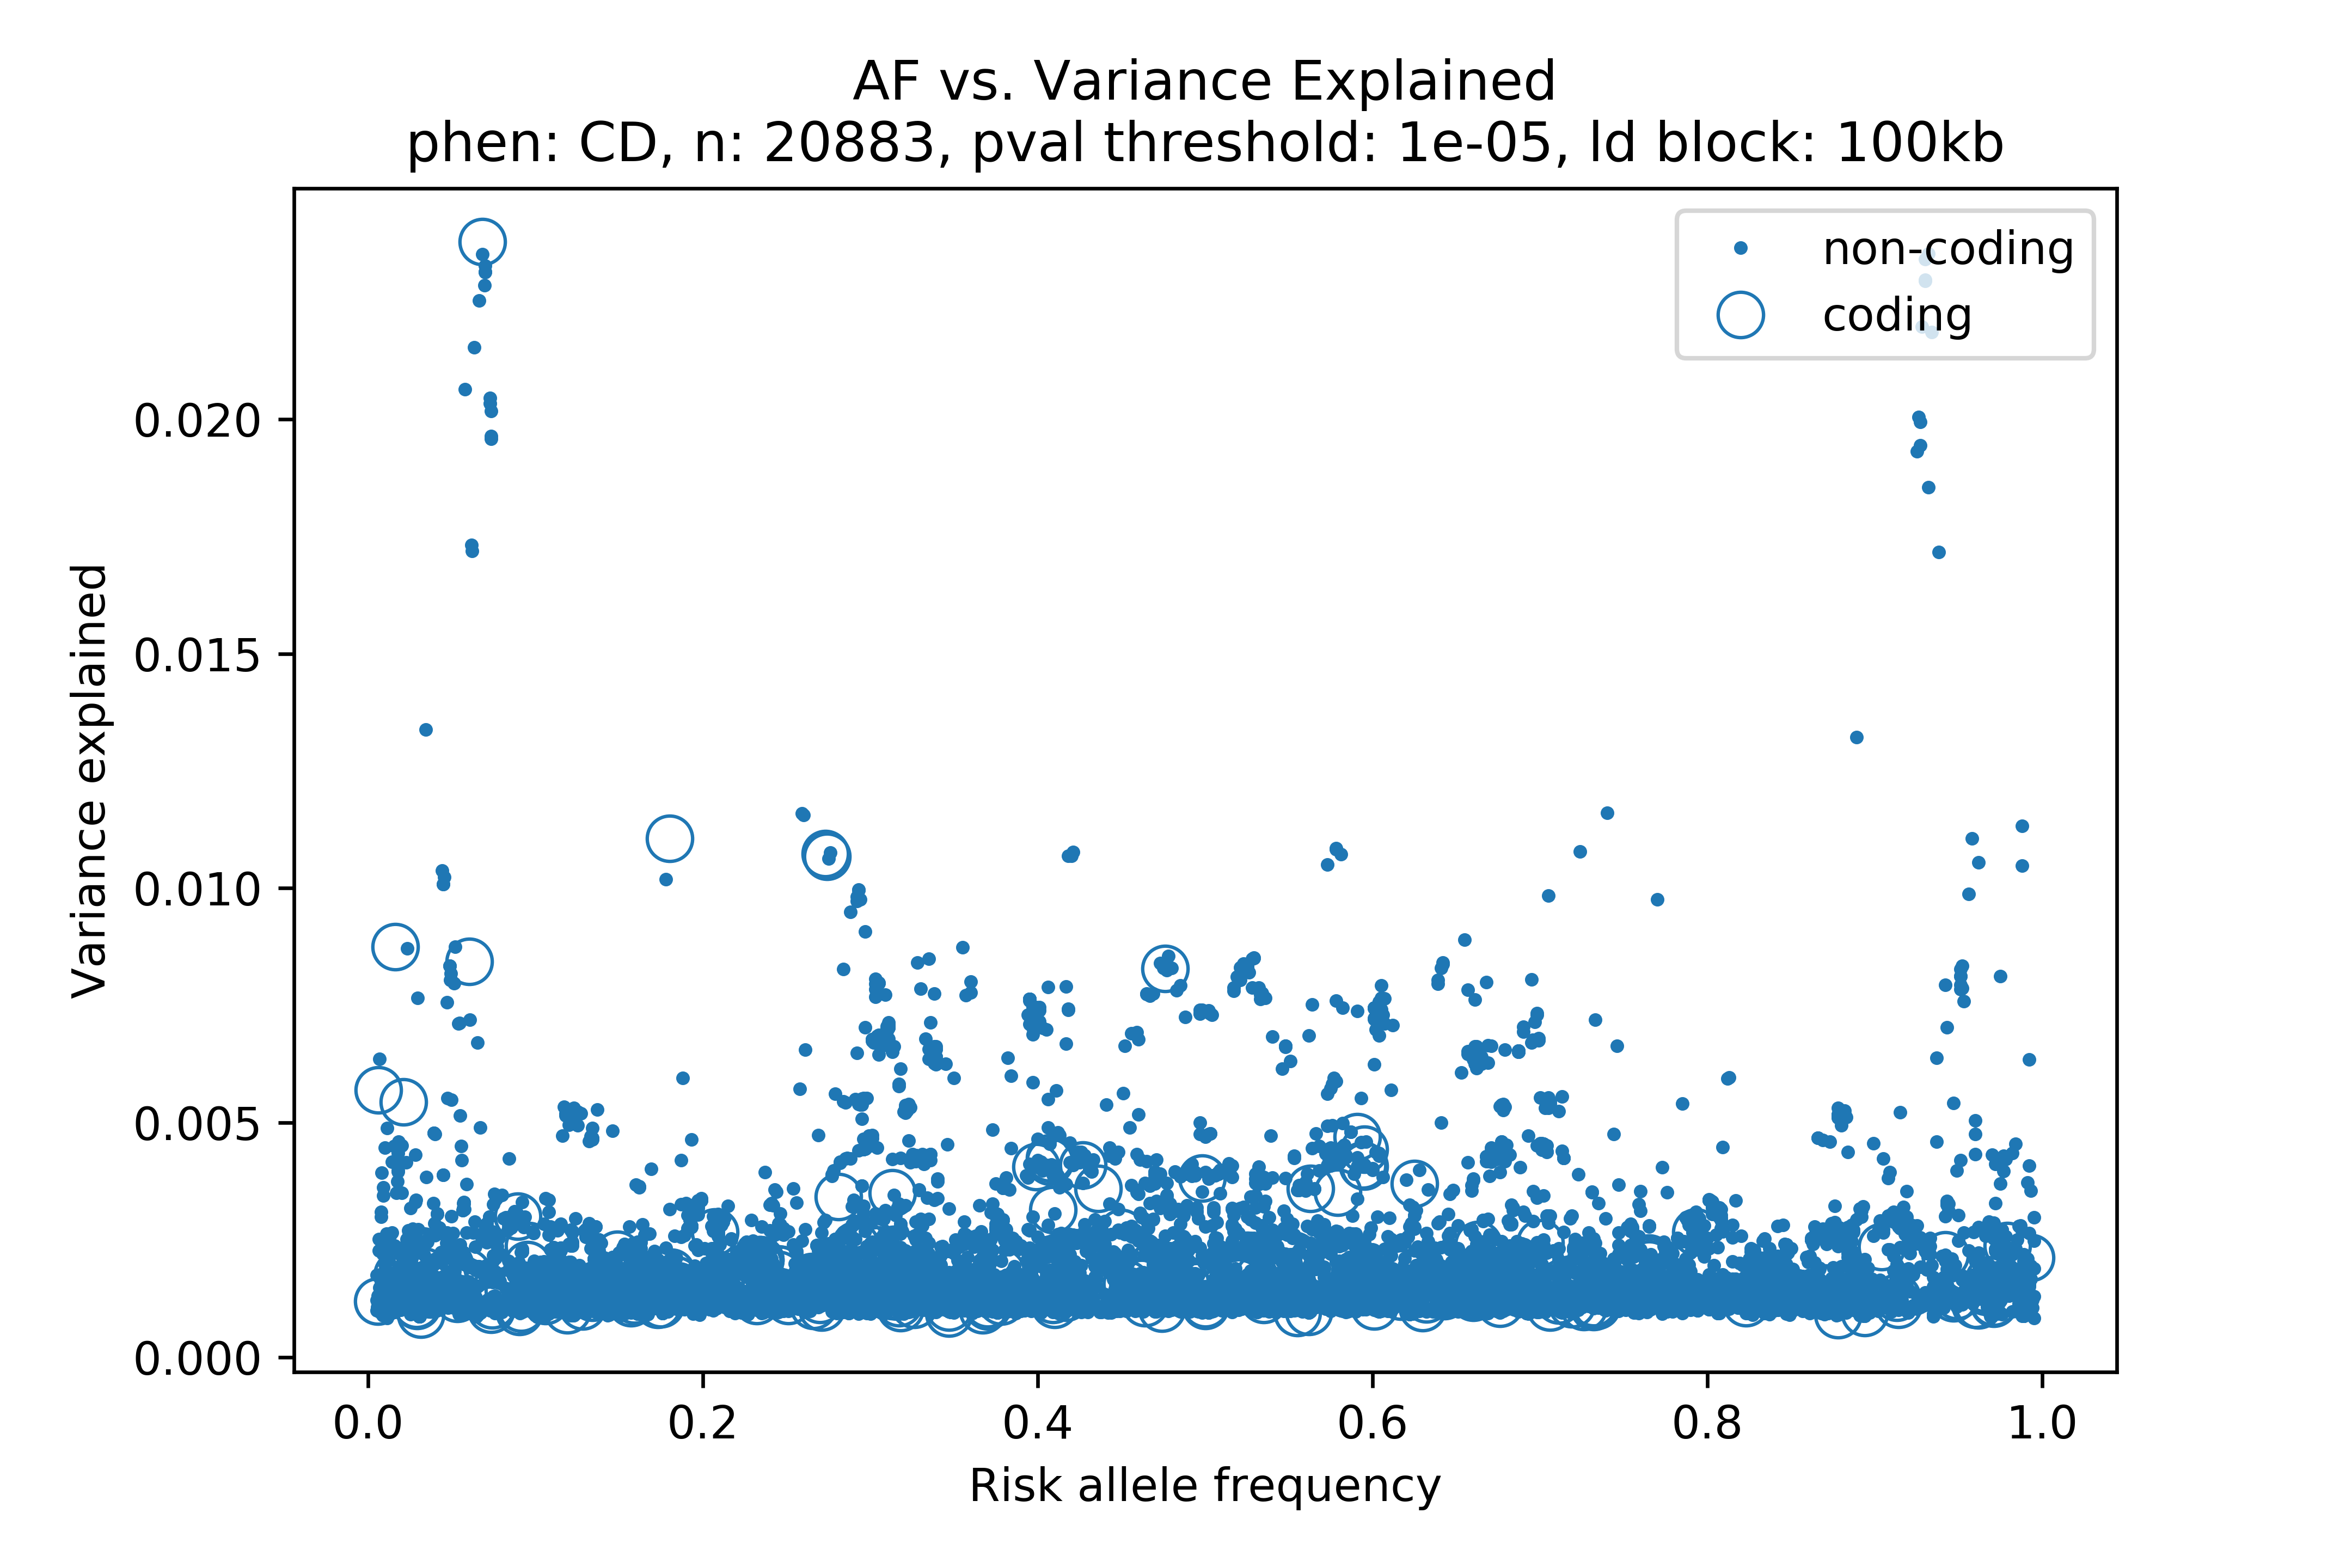 AF vs. Variance Explained
phen: CD, n: 20883, pval threshold: 1e-05, ld block: 100kb
non-coding
coding
Variance explained
0.020
0.015
0.010
0.005
0.000
0.0 0.2 0.4 0.6 0.8 1.0
Risk allele frequency